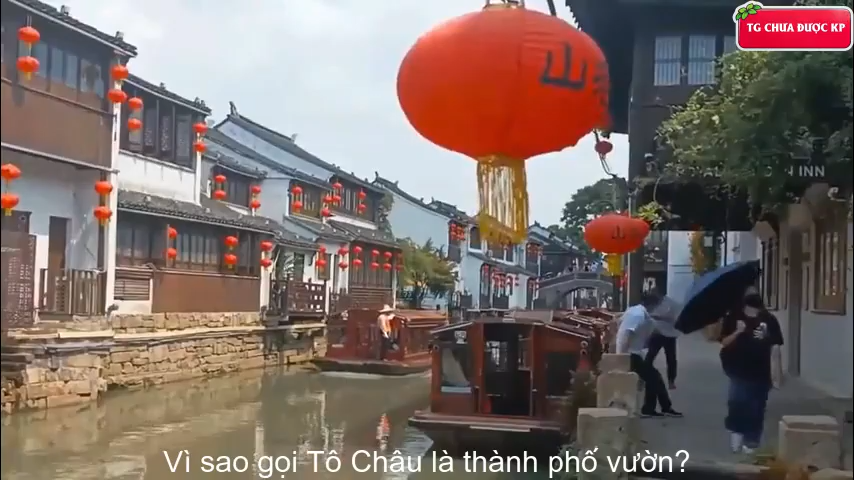 TG CHƯA ĐƯỢC KP
山
INN
Vì sao gọi Tô Châu là thành phố vườn?